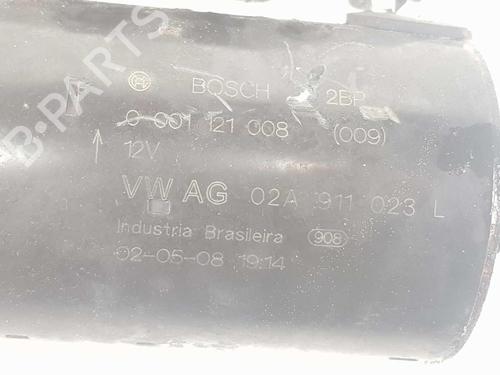 B-PARTS
BOSCH 2BP
0 001 121 008 (009)
12V
VW AG 02A 911 023 L
Industria Brasileira 908
02-05-08 19:14